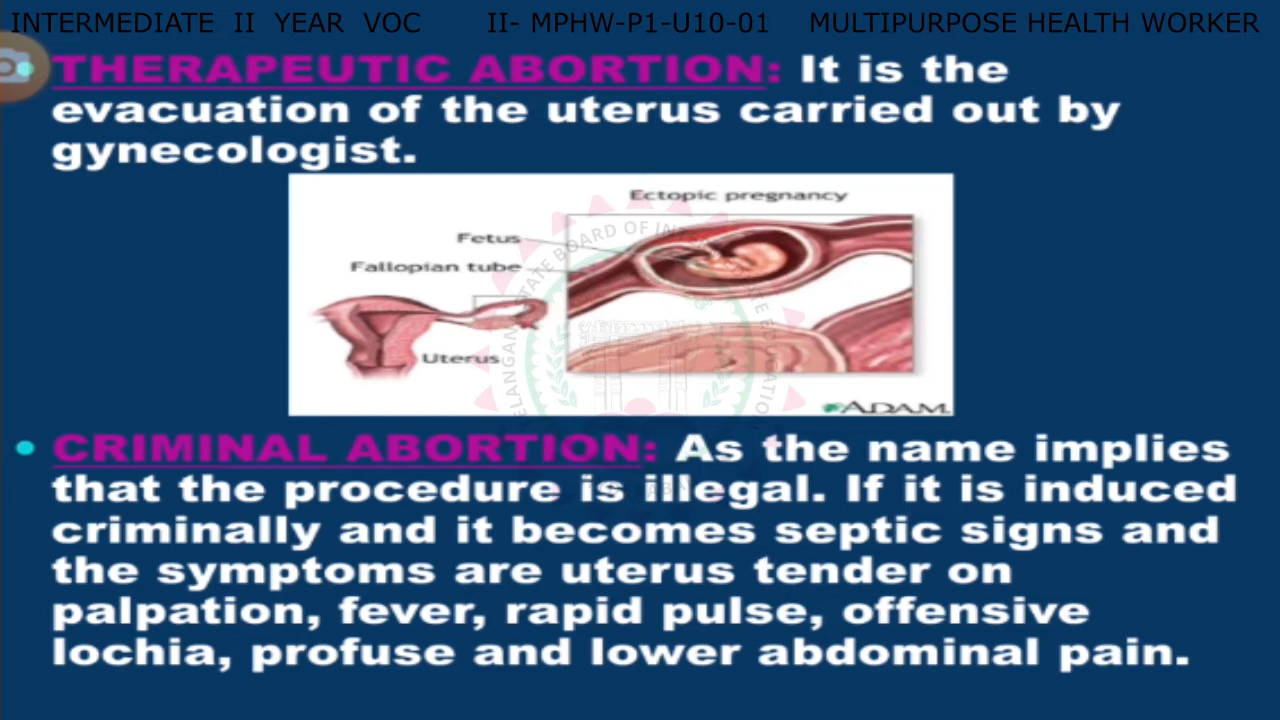 INTERMEDIATE II YEAR VOC II- MPHW-P1-U10-01 MULTIPURPOSE HEALTH WORKER
THERAPEUTIC ABORTION: It is the
evacuation of the uterus carried out by
gynecologist.
Ectopic pregnancy
Fetus
Fallopian tube
Uterus
ADAM
CRIMINAL ABORTION: As the name implies
that the procedure is illegal. If it is induced
criminally and it becomes septic signs and
the symptoms are uterus tender on
palpation, fever, rapid pulse, offensive
lochia, profuse and lower abdominal pain.